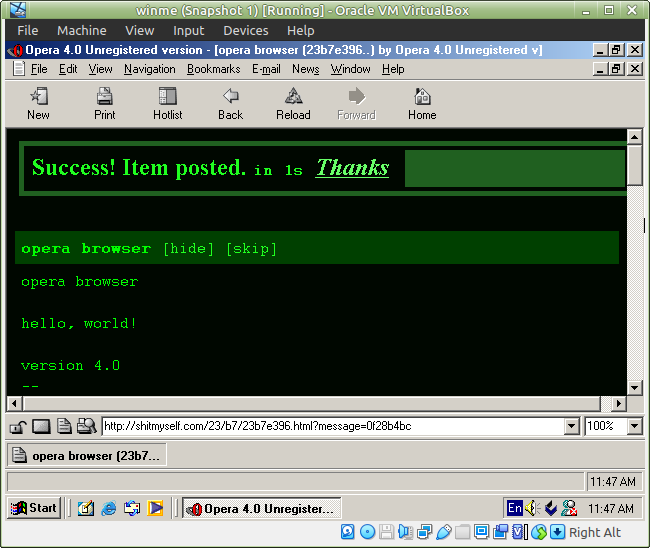 winme (Snapshot 1) [Running] - Oracle VM VirtualBox
File Machine View Input Devices Help
Opera 4.0 Unregistered version - [opera browser (23b7e396..) by Opera 4.0 Unregistered v]
File Edit View Navigation Bookmarks E-mail News Window Help
New Print Hotlist Back Reload Forward Home
Success! Item posted. in 1s Thanks
opera browser [hide] [skip]
opera browser
hello, world!
version 4.0
--
http://shitmyself.com/23/b7/23b7e396.html?message=0f28b4bc 100%
opera browser (23b7...
11:47 AM
Start Opera 4.0 Unregister... En 11:47 AM
Right Alt